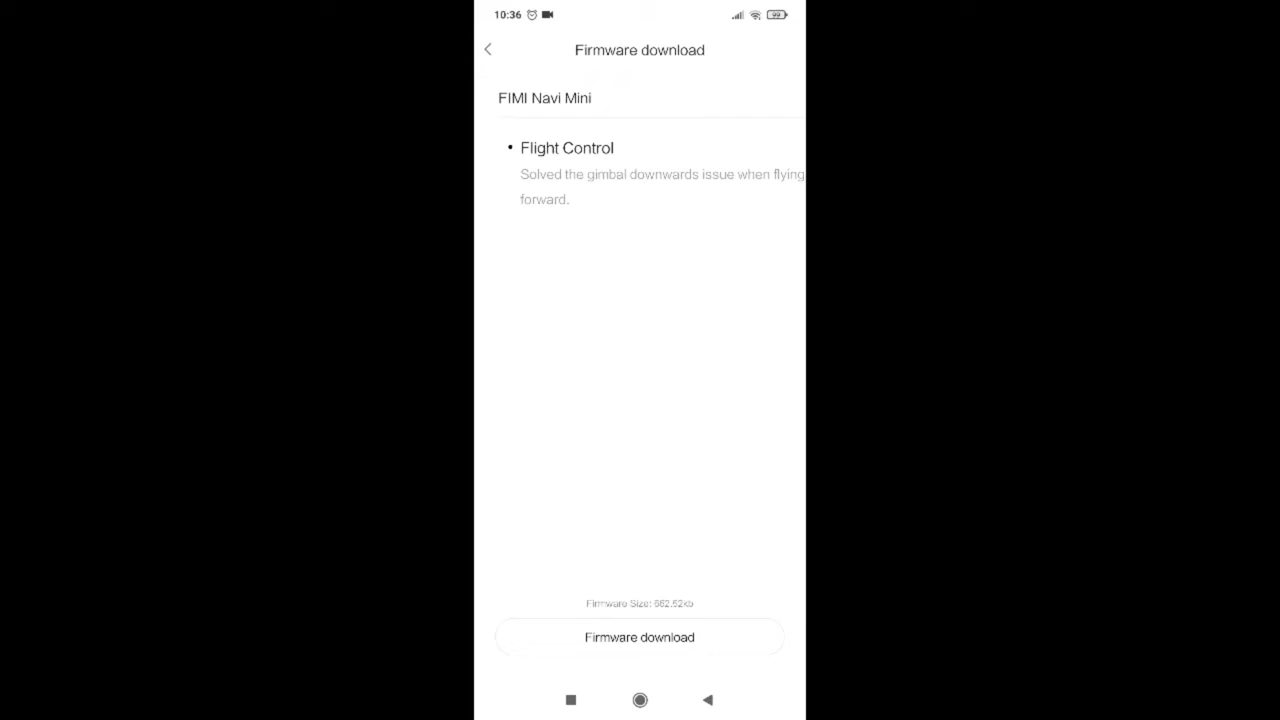 10:36
99
Firmware download
FIMI Navi Mini
• Flight Control
Solved the gimbal downwards issue when flying
forward.
Firmware Size: 662.52kb
Firmware download